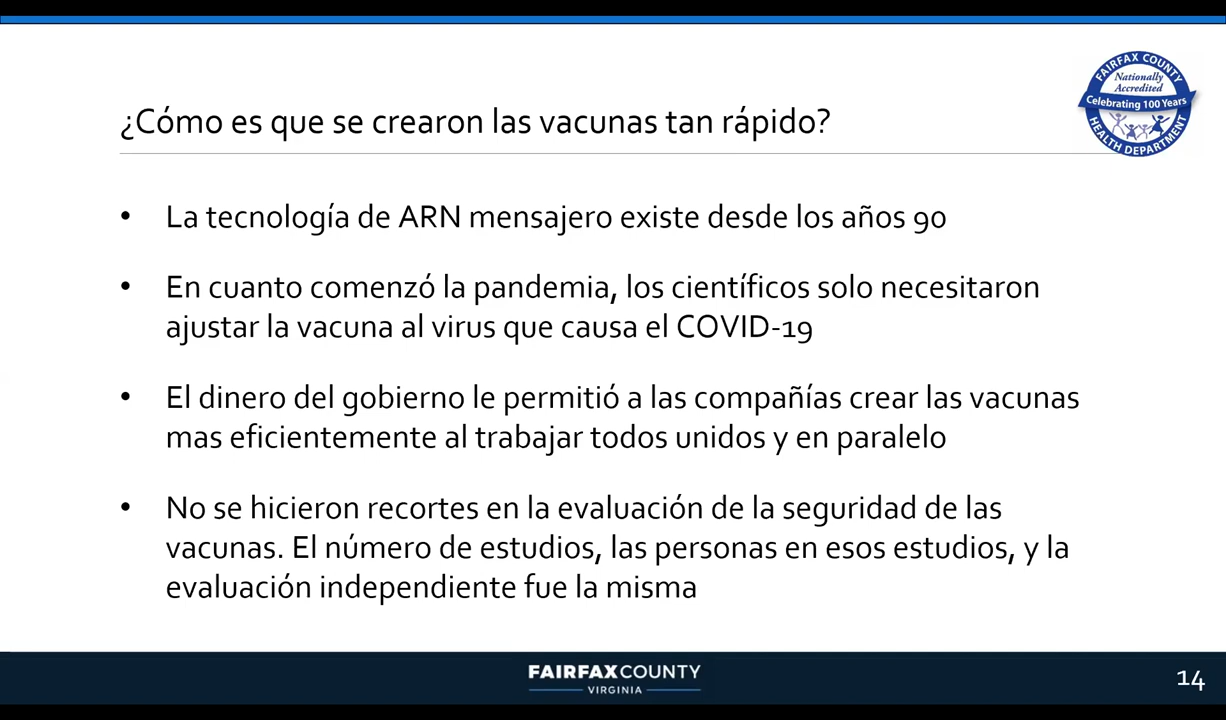 ¿Cómo es que se crearon las vacunas tan rápido?
FAIRFAX COUNTY
Nationally
Accredited
Celebrating 100 Years
HEALTH DEPARTMENT
• La tecnología de ARN mensajero existe desde los años 90
• En cuanto comenzó la pandemia, los científicos solo necesitaron
ajustar la vacuna al virus que causa el COVID-19
• El dinero del gobierno le permitió a las compañías crear las vacunas
mas eficientemente al trabajar todos unidos y en paralelo
• No se hicieron recortes en la evaluación de la seguridad de las
vacunas. El número de estudios, las personas en esos estudios, y la
evaluación independiente fue la misma
FAIRFAX COUNTY
VIRGINIA
14